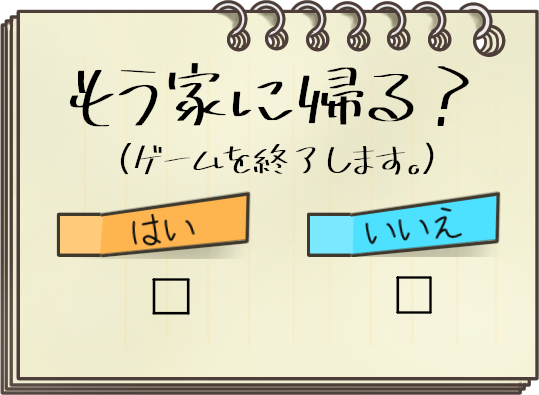 もう家に帰る？
（ゲームを終了します。）
はい
いいえ